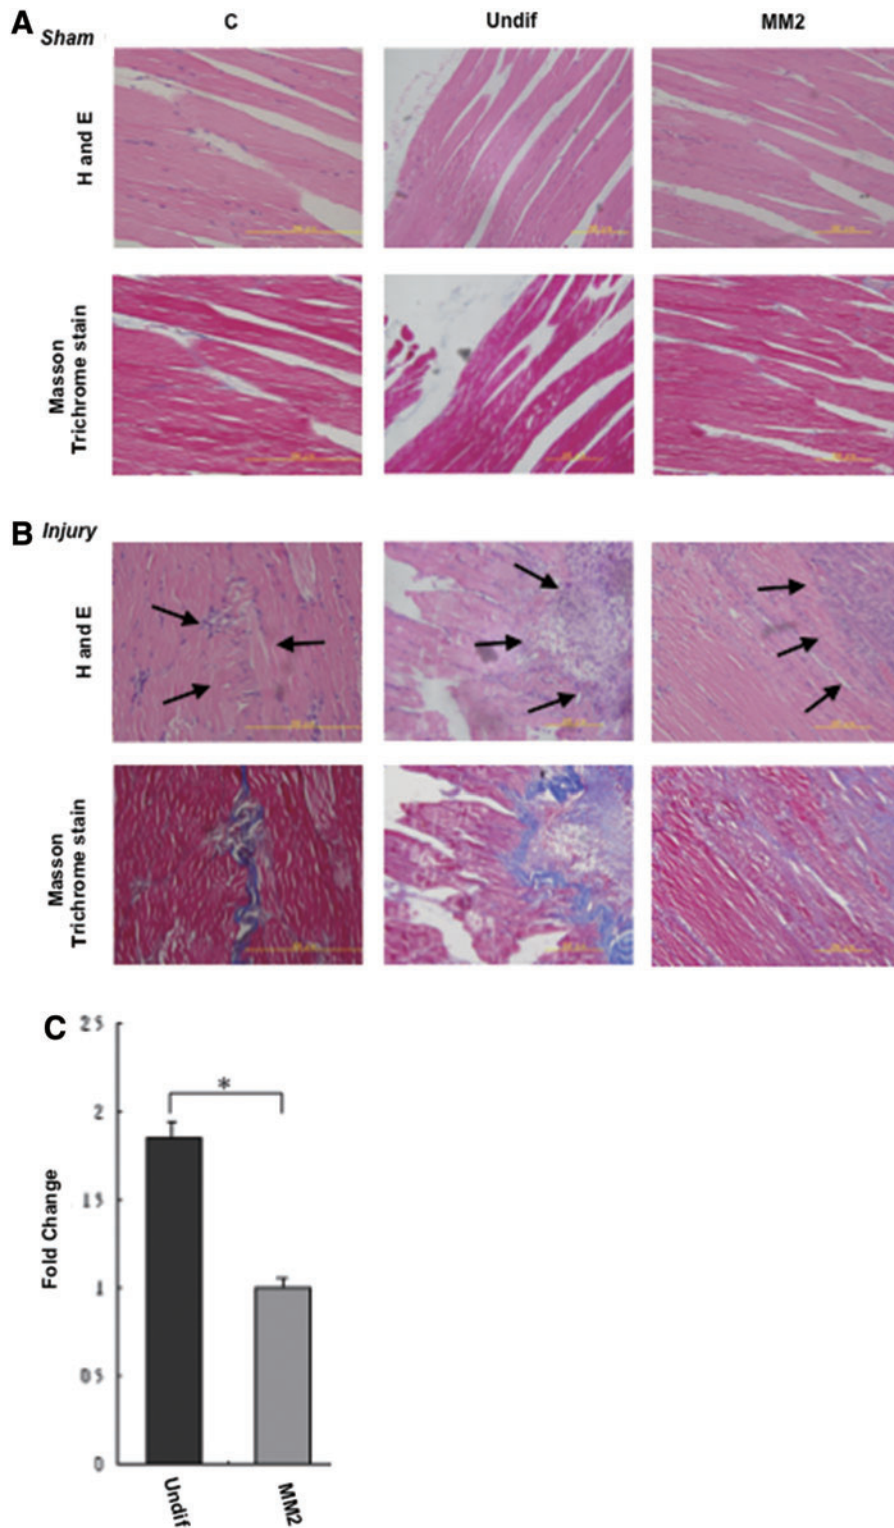 A Sham C Undif MM2
H and E
Masson
Trichrome stain
B Injury
H and E
Masson
Trichrome stain
C
Fold Change
2.5
2
1.5
1
0.5
0
*
Undif MM2